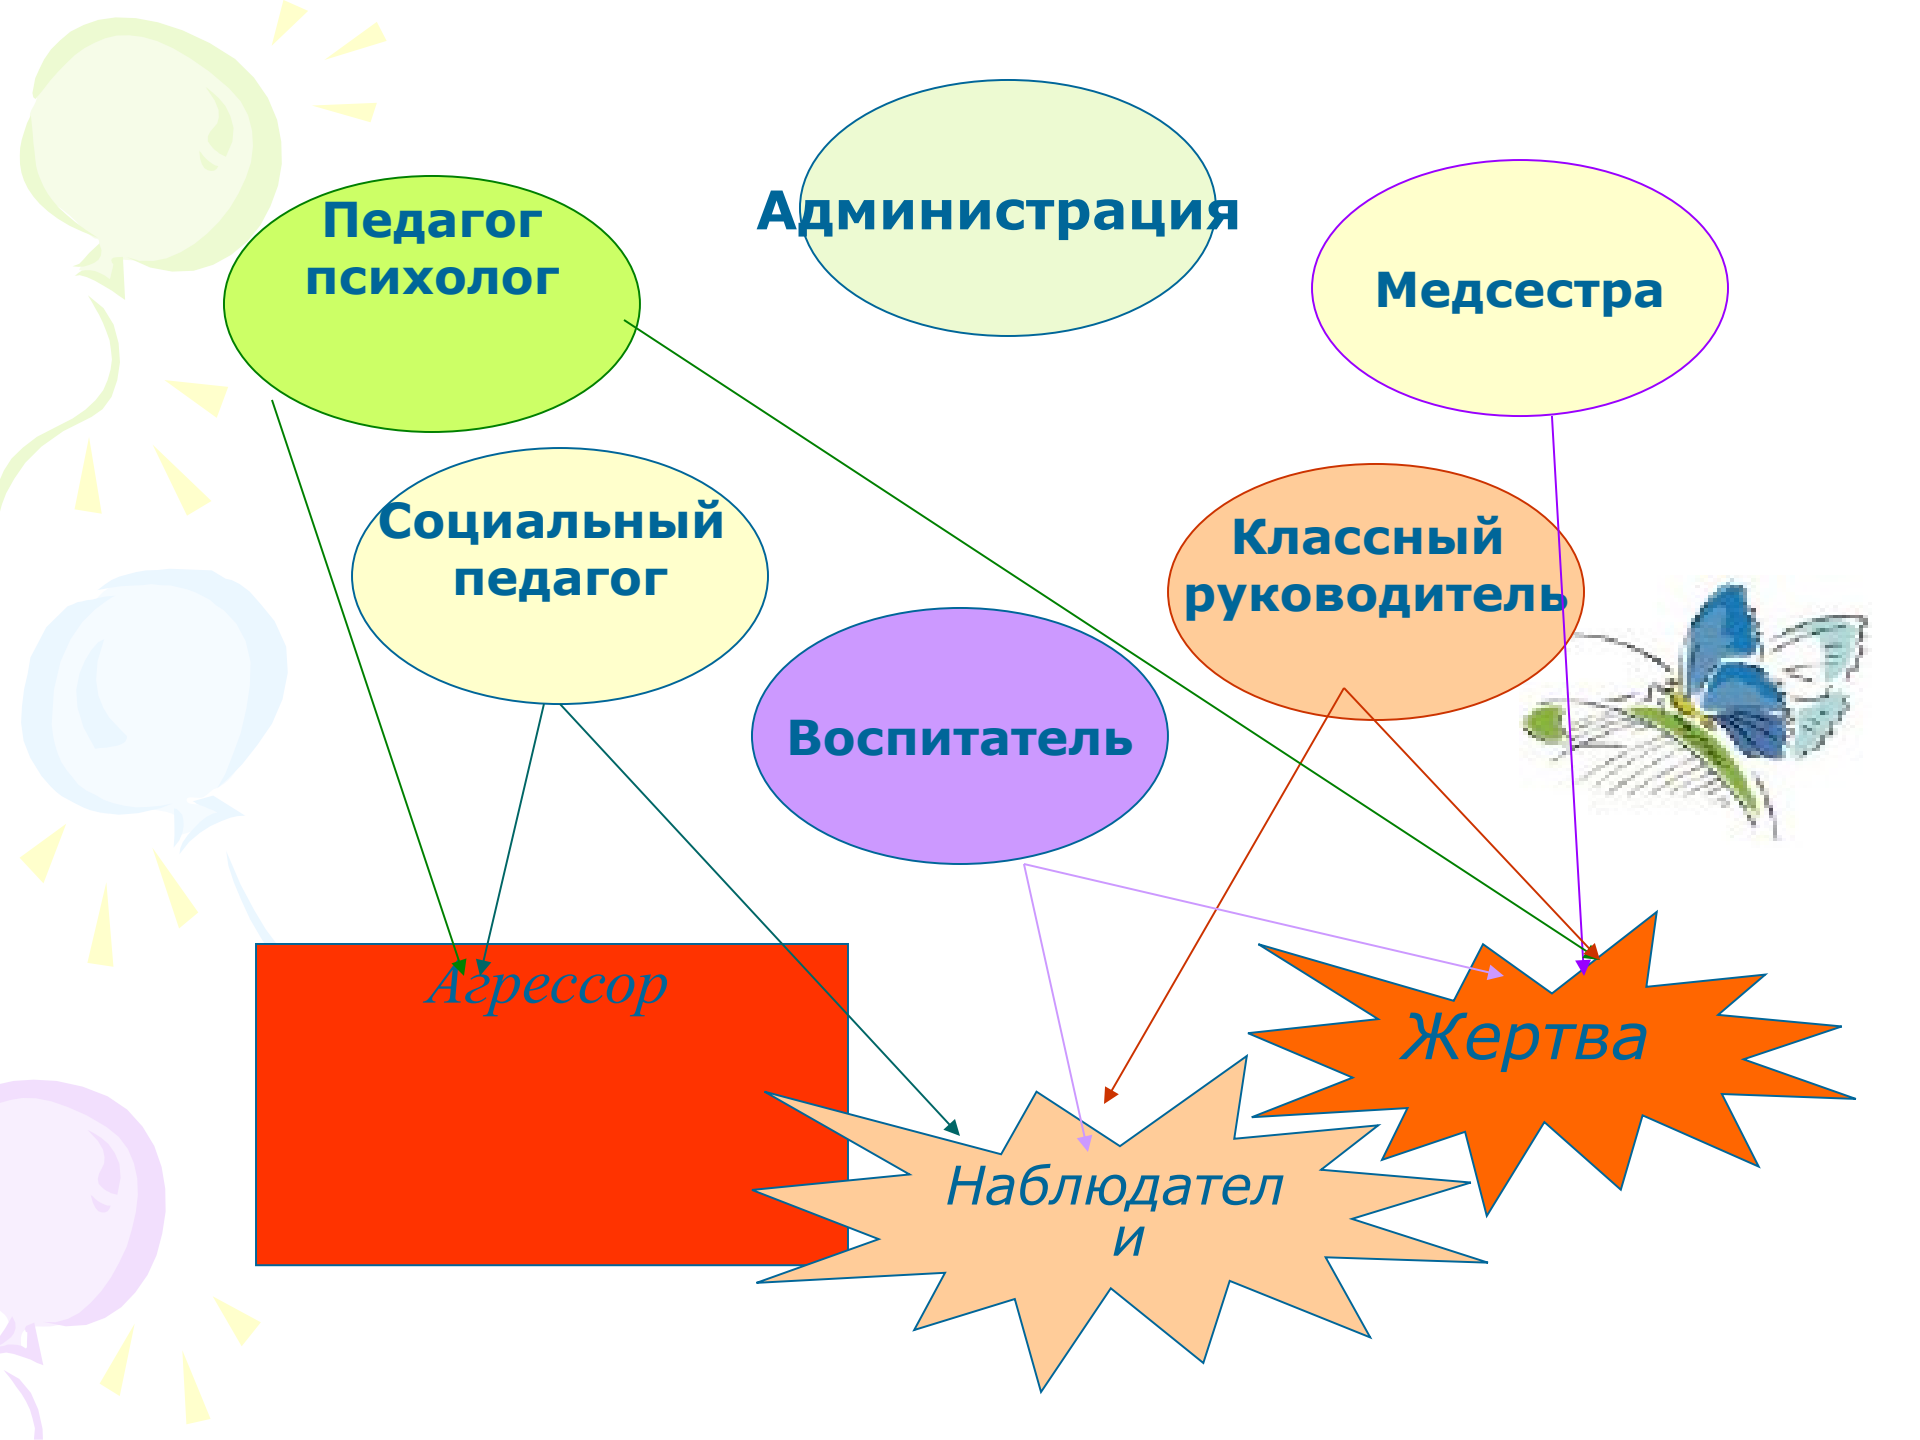 Администрация
Педагог
психолог
Медсестра
Социальный
педагог
Классный
руководитель
Воспитатель
Агрессор
Жертва
Наблюдател
и